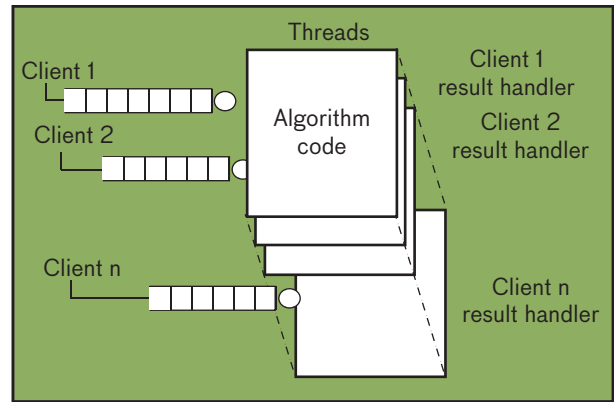 Threads
Client 1
Client 1
result handler
Client 2
Client 2
result handler
Algorithm
code
Client n
Client n
result handler